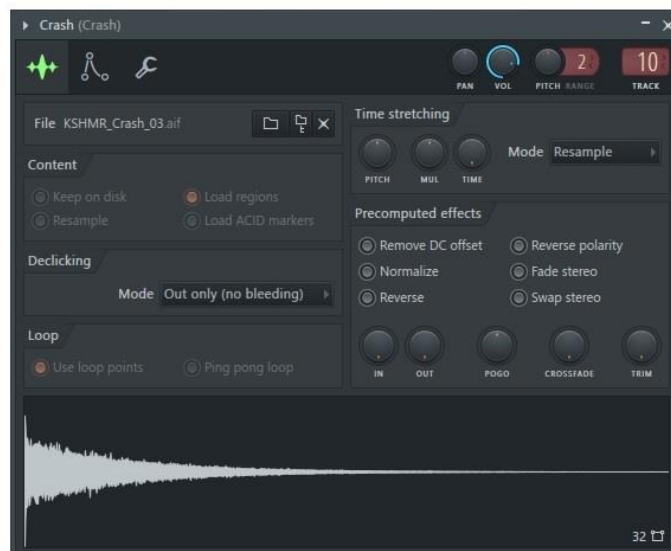 Crash (Crash)
PAN VOL PITCH RANGE 2 10 TRACK
File KSHMR_Crash_03.aif
Content
Keep on disk Load regions
Resample Load ACID markers
Declicking
Mode Out only (no bleeding)
Loop
Use loop points Ping pong loop
Time stretching
PITCH MUL TIME Mode Resample
Precomputed effects
Remove DC offset Reverse polarity
Normalize Fade stereo
Reverse Swap stereo
IN OUT POGO CROSSFADE TRIM
32